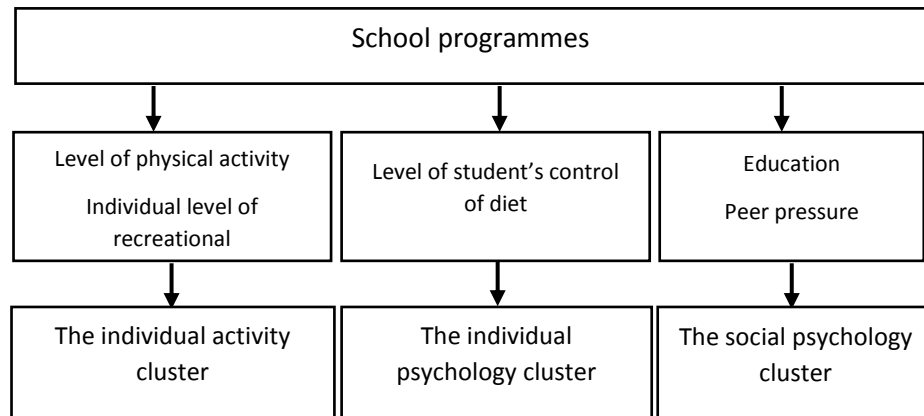 School programmes
Level of physical activity
Individual level of
recreational
Level of student’s control
of diet
Education
Peer pressure
The individual activity
cluster
The individual
psychology cluster
The social psychology
cluster